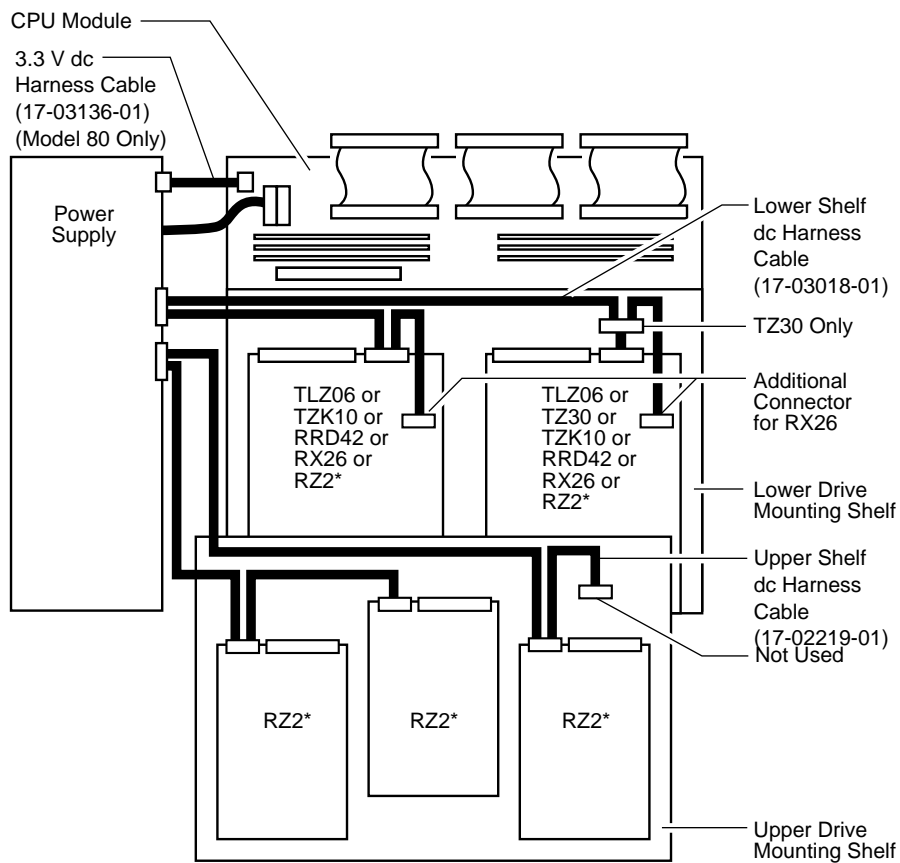 CPU Module
3.3 V dc
Harness Cable
(17-03136-01)
(Model 80 Only)
Power
Supply
Lower Shelf
dc Harness
Cable
(17-03018-01)
TZ30 Only
Additional
Connector
for RX26
TLZ06 or
TZK10 or
RRD42 or
RX26 or
RZ2*
TLZ06 or
TZ30 or
TZK10 or
RRD42 or
RX26 or
RZ2*
Lower Drive
Mounting Shelf
Upper Shelf
dc Harness
Cable
(17-02219-01)
Not Used
RZ2*
RZ2*
RZ2*
Upper Drive
Mounting Shelf